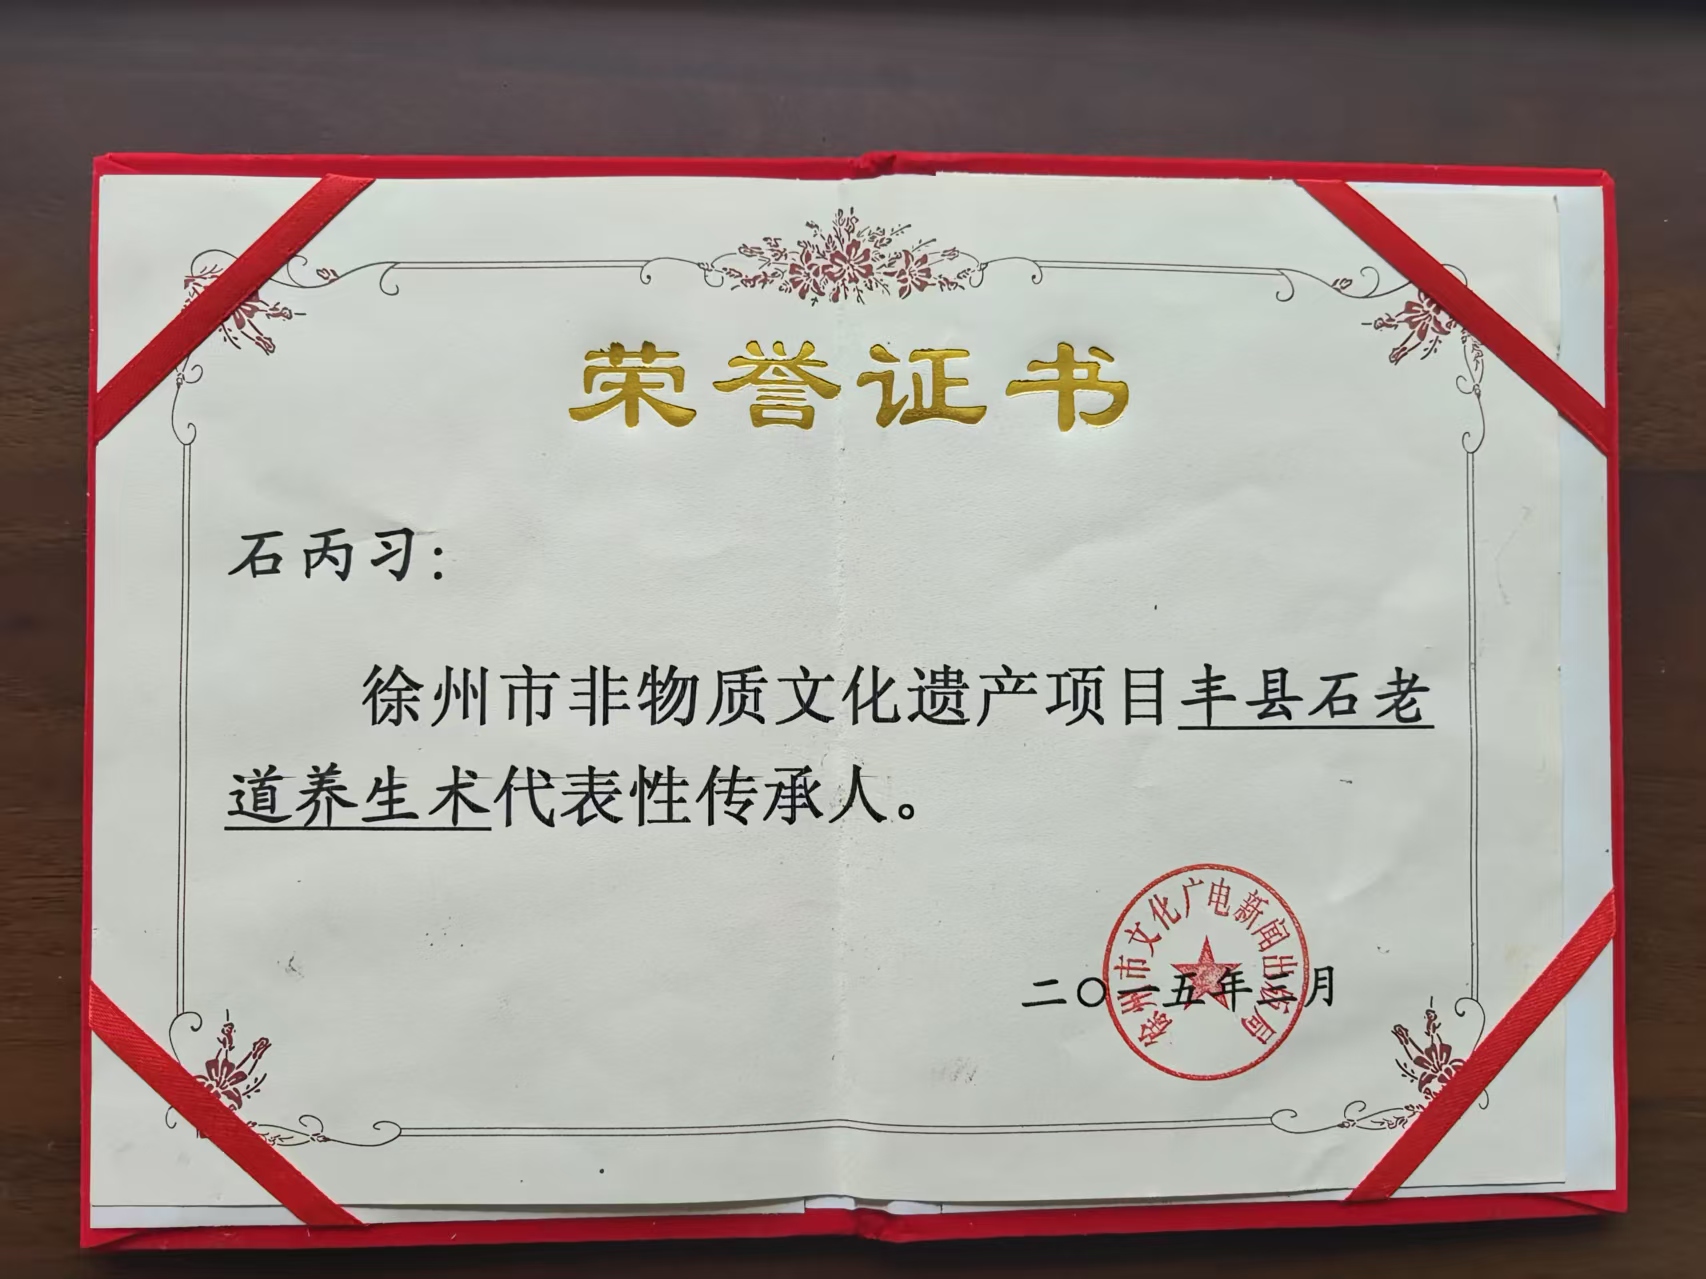 荣誉证书
石丙习：
徐州市非物质文化遗产项目丰县石老
道养生术代表性传承人。
徐州市文化广电新闻出版局
二〇一五年三月